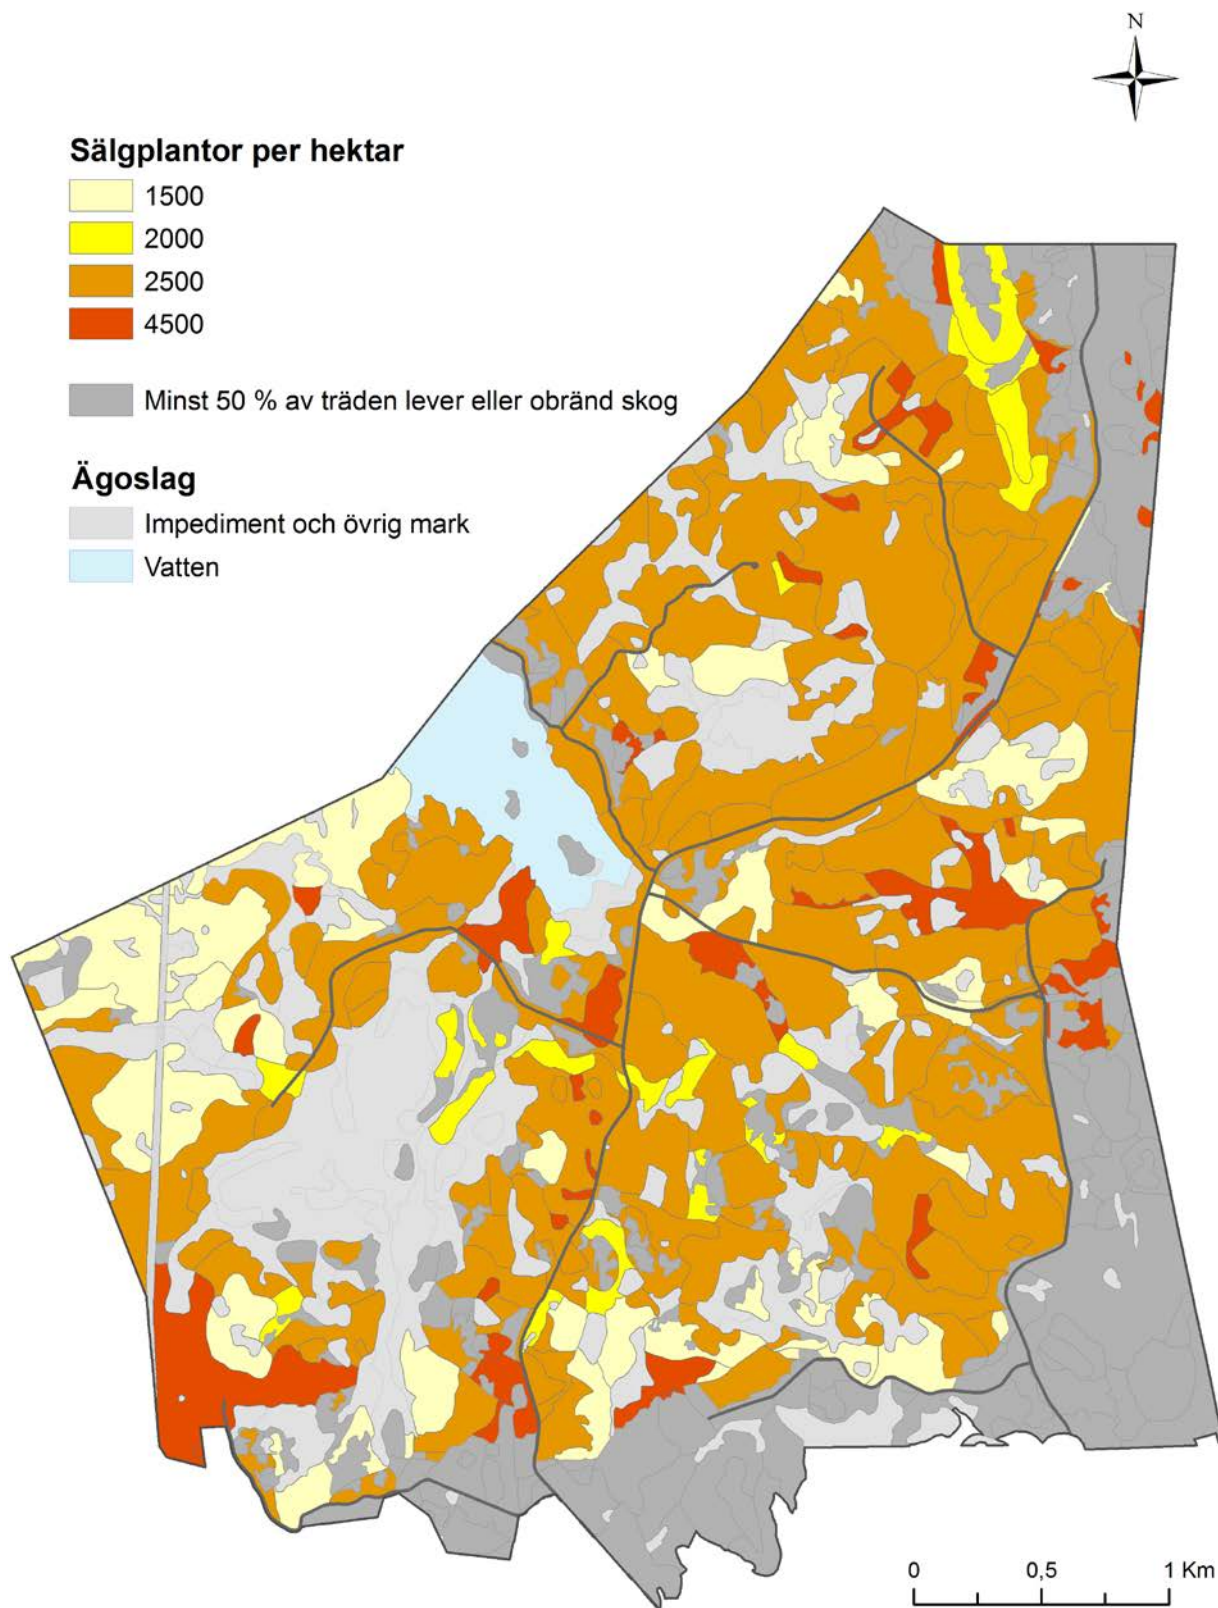 N
Sälgplantor per hektar
1500
2000
2500
4500
Minst 50 % av träden lever eller obränd skog
Ägoslag
Impediment och övrig mark
Vatten
0 0,5 1 Km